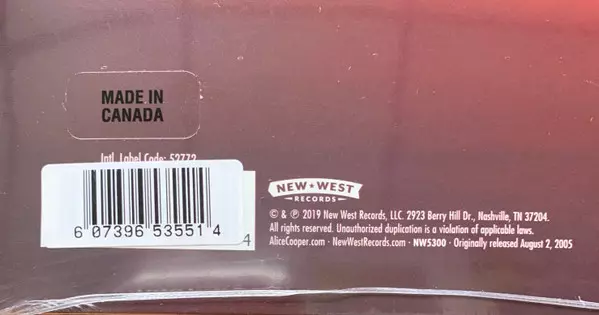 MADE IN
CANADA
Intl. Label Code: 52772
6 07396 53551 4
4
NEW★WEST
RECORDS
© & ℗ 2019 New West Records, LLC. 2923 Berry Hill Dr., Nashville, TN 37204.
All rights reserved. Unauthorized duplication is a violation of applicable laws.
AliceCooper.com · NewWestRecords.com · NW5300 · Originally released August 2, 2005